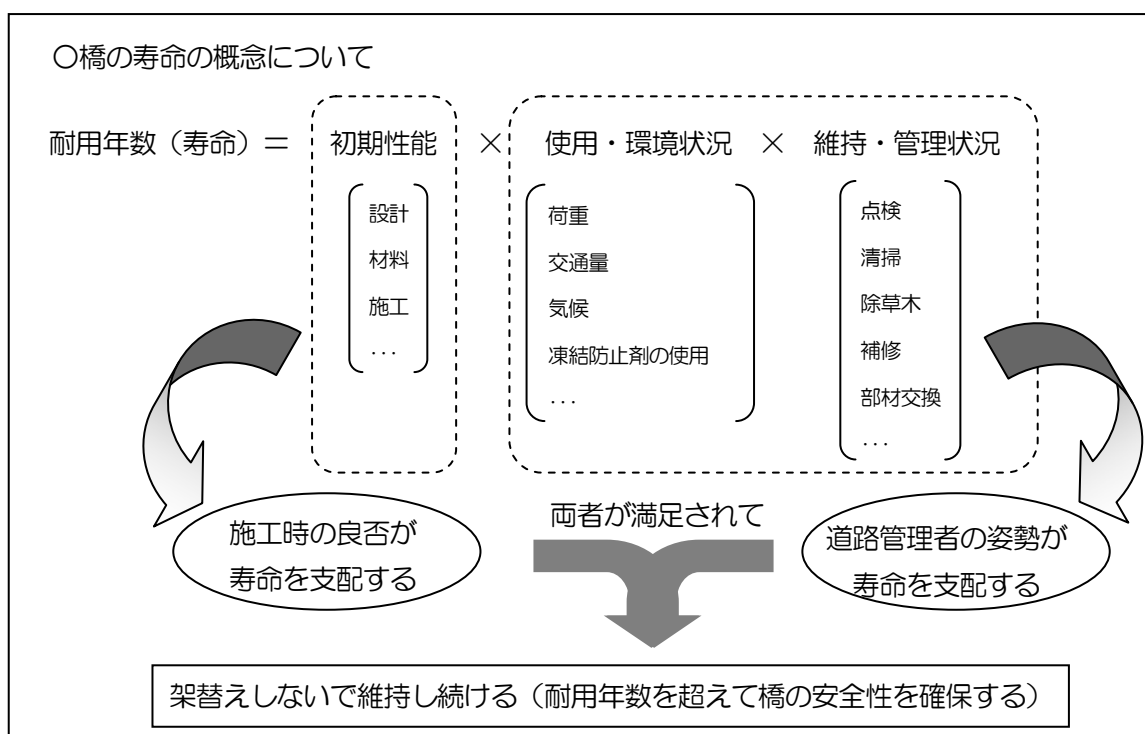 〇橋の寿命の概念について
耐用年数（寿命）＝ 初期性能 × 使用・環境状況 × 維持・管理状況
設計
材料
施工
...
荷重
交通量
気候
凍結防止剤の使用
...
点検
清掃
除草木
補修
部材交換
...
施工時の良否が
寿命を支配する
両者が満足されて
道路管理者の姿勢が
寿命を支配する
架替えしないで維持し続ける（耐用年数を超えて橋の安全性を確保する）